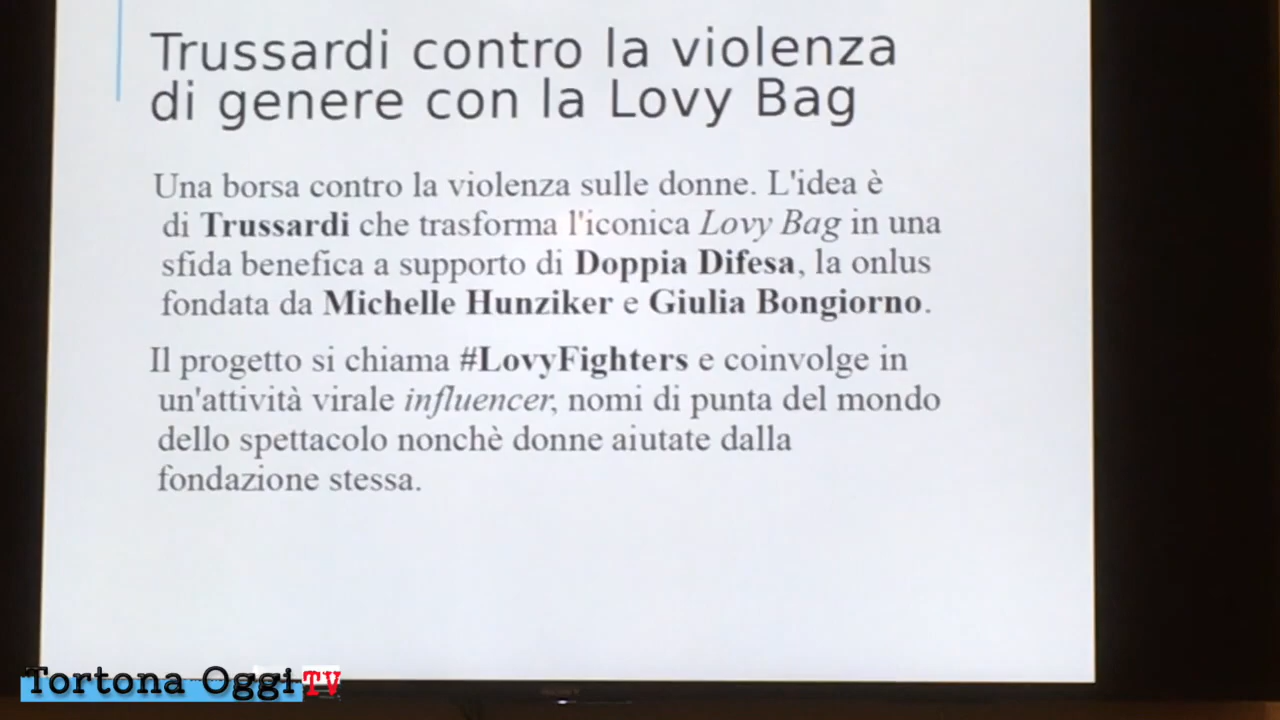 Trussardi contro la violenza
di genere con la Lovy Bag
Una borsa contro la violenza sulle donne. L'idea è
di Trussardi che trasforma l'iconica Lovy Bag in una
sfida benefica a supporto di Doppia Difesa, la onlus
fondata da Michelle Hunziker e Giulia Bongiorno.
Il progetto si chiama #LovyFighters e coinvolge in
un'attività virale influencer, nomi di punta del mondo
dello spettacolo nonchè donne aiutate dalla
fondazione stessa.
Tortona Oggi TV